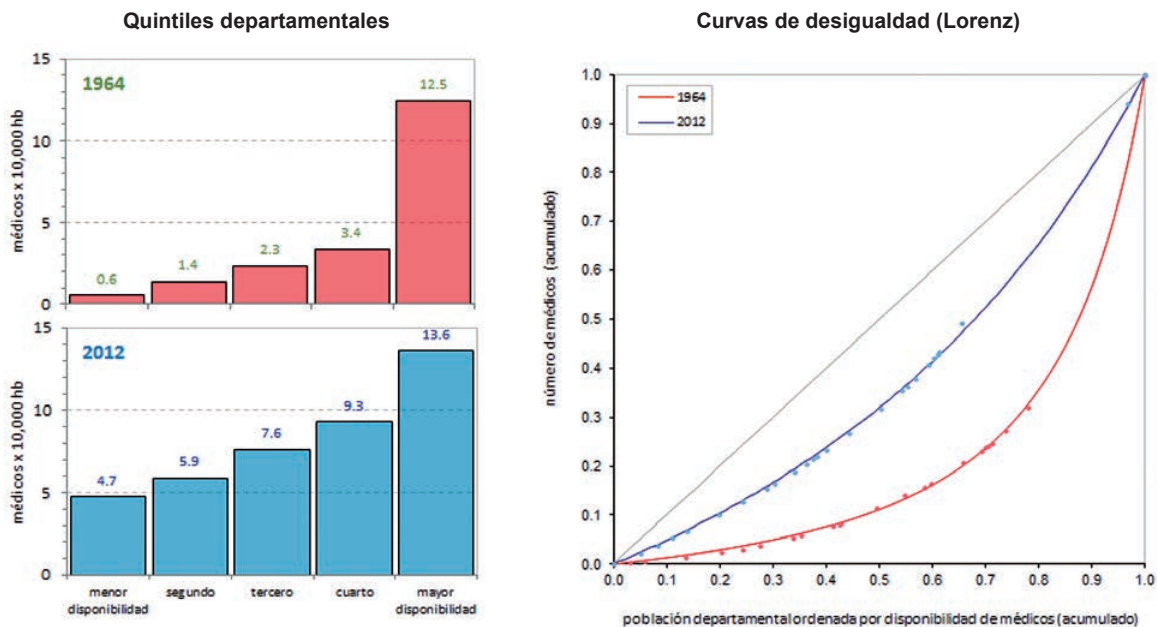 Quintiles departamentales
15
1964
12.5
10
5
3.4
2.3
1.4
0.6
0
médicos x 10,000 hb
15
2012
13.6
10
9.3
7.6
5.9
4.7
5
0
médicos x 10,000 hb
menor disponibilidad
segundo
tercero
cuarto
mayor disponibilidad
Curvas de desigualdad (Lorenz)
1.0
0.9
0.8
0.7
0.6
0.5
0.4
0.3
0.2
0.1
0.0
1964
2012
número de médicos (acumulado)
0.0 0.1 0.2 0.3 0.4 0.5 0.6 0.7 0.8 0.9 1.0
población departamental ordenada por disponibilidad de médicos (acumulado)